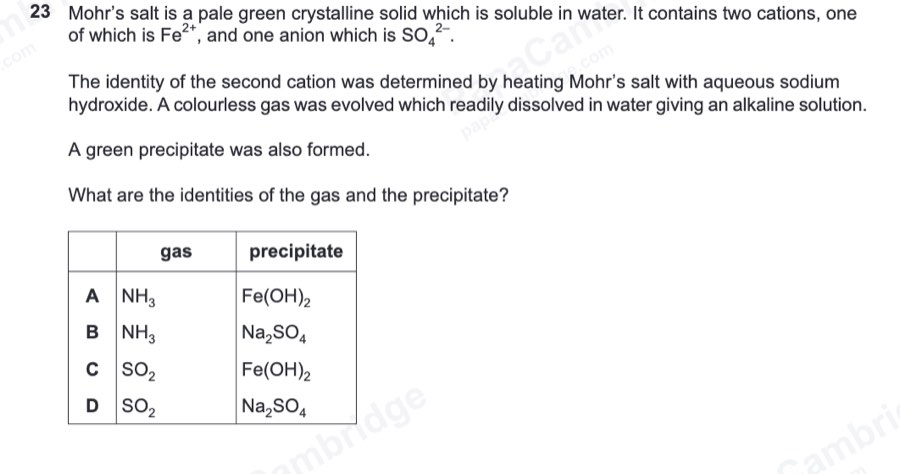 23 Mohr's salt is a pale green crystalline solid which is soluble in water. It contains two cations, one
of which is Fe²⁺, and one anion which is SO₄²⁻.
The identity of the second cation was determined by heating Mohr's salt with aqueous sodium
hydroxide. A colourless gas was evolved which readily dissolved in water giving an alkaline solution.
A green precipitate was also formed.
What are the identities of the gas and the precipitate?
gas precipitate
A NH₃ Fe(OH)₂
B NH₃ Na₂SO₄
C SO₂ Fe(OH)₂
D SO₂ Na₂SO₄